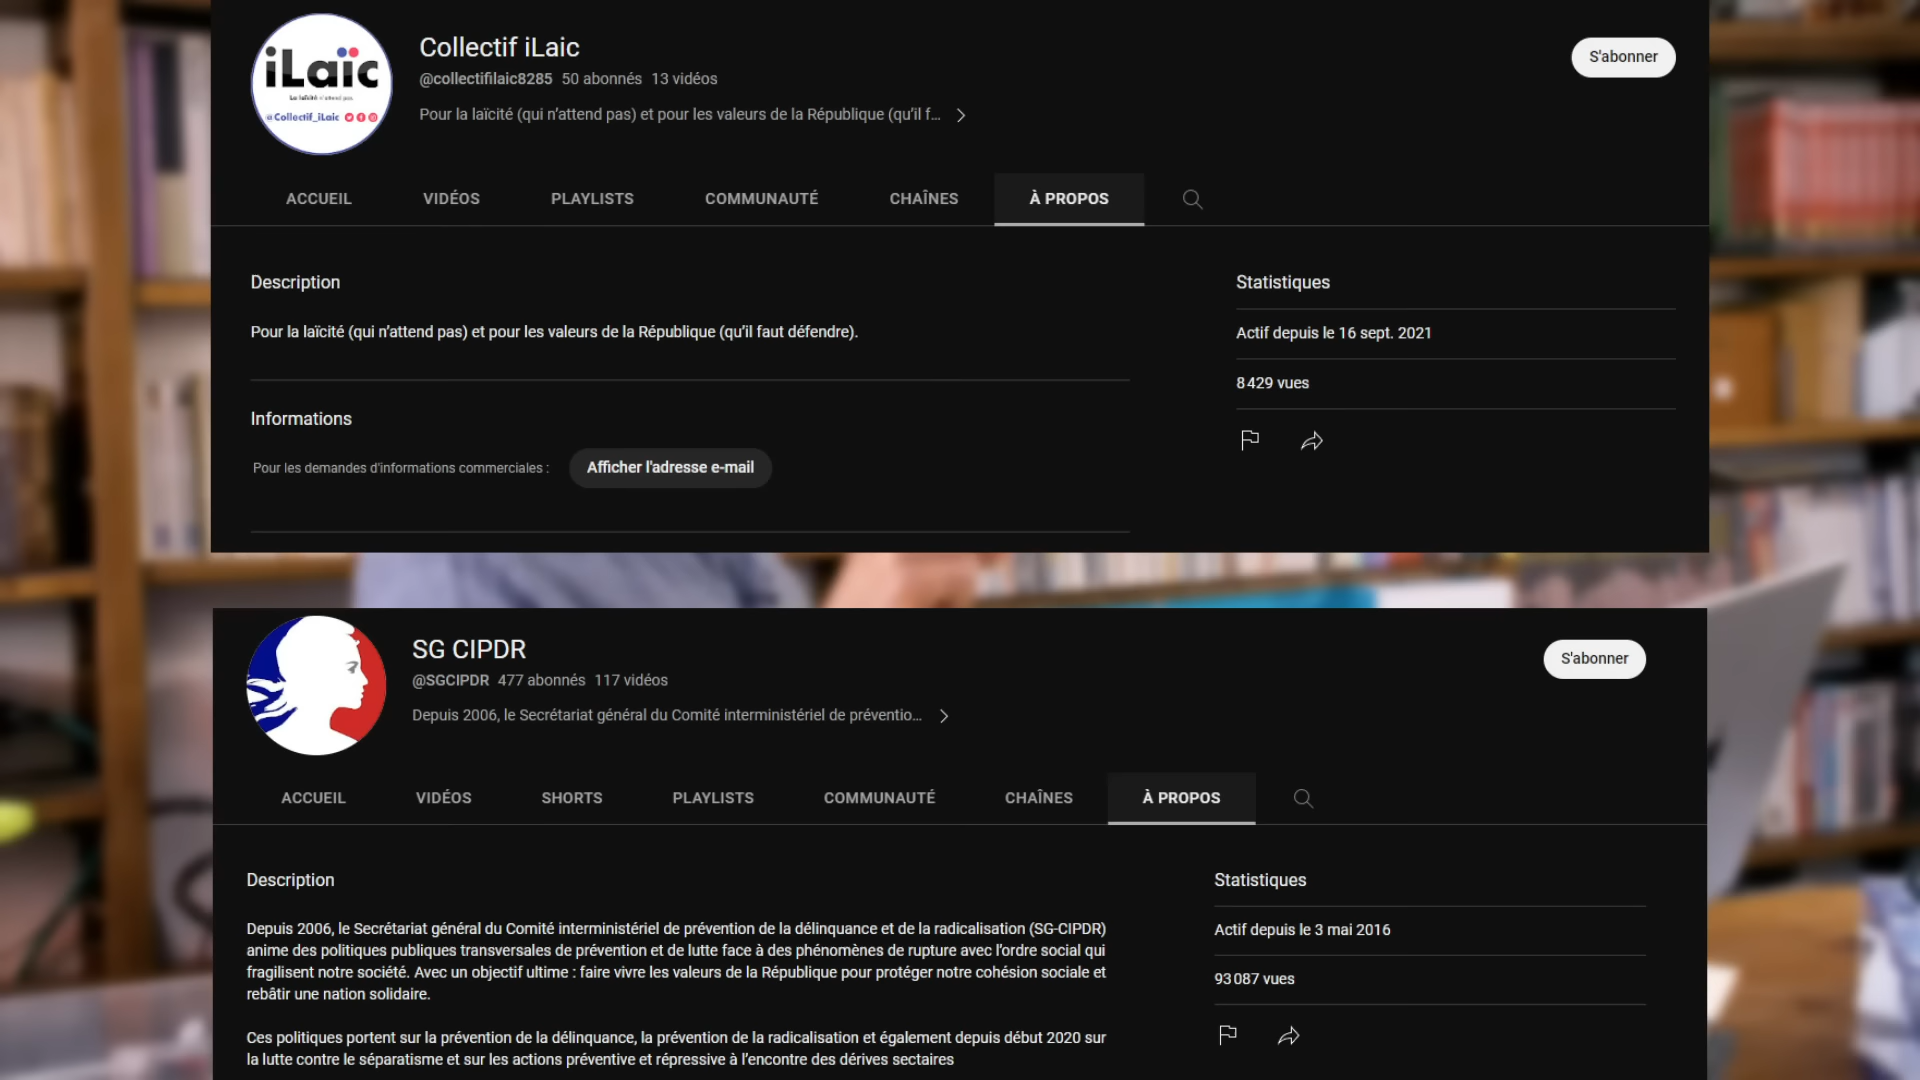 iLaïc
La laïcité n'attend pas.
@Collectif_iLaic
Collectif iLaic
@collectifilaic8285 50 abonnés 13 vidéos
Pour la laïcité (qui n'attend pas) et pour les valeurs de la République (qu'il f...
S'abonner
ACCUEIL VIDÉOS PLAYLISTS COMMUNAUTÉ CHAÎNES À PROPOS
Description
Pour la laïcité (qui n'attend pas) et pour les valeurs de la République (qu'il faut défendre).
Informations
Pour les demandes d'informations commerciales : Afficher l'adresse e-mail
Statistiques
Actif depuis le 16 sept. 2021
8 429 vues
SG CIPDR
@SGCIPDR 477 abonnés 117 vidéos
Depuis 2006, le Secrétariat général du Comité interministériel de préventio...
S'abonner
ACCUEIL VIDÉOS SHORTS PLAYLISTS COMMUNAUTÉ CHAÎNES À PROPOS
Description
Depuis 2006, le Secrétariat général du Comité interministériel de prévention de la délinquance et de la radicalisation (SG-CIPDR)
anime des politiques publiques transversales de prévention et de lutte face à des phénomènes de rupture avec l'ordre social qui
fragilisent notre société. Avec un objectif ultime : faire vivre les valeurs de la République pour protéger notre cohésion sociale et
rebâtir une nation solidaire.
Ces politiques portent sur la prévention de la délinquance, la prévention de la radicalisation et également depuis début 2020 sur
la lutte contre le séparatisme et sur les actions préventive et répressive à l'encontre des dérives sectaires
Statistiques
Actif depuis le 3 mai 2016
93 087 vues